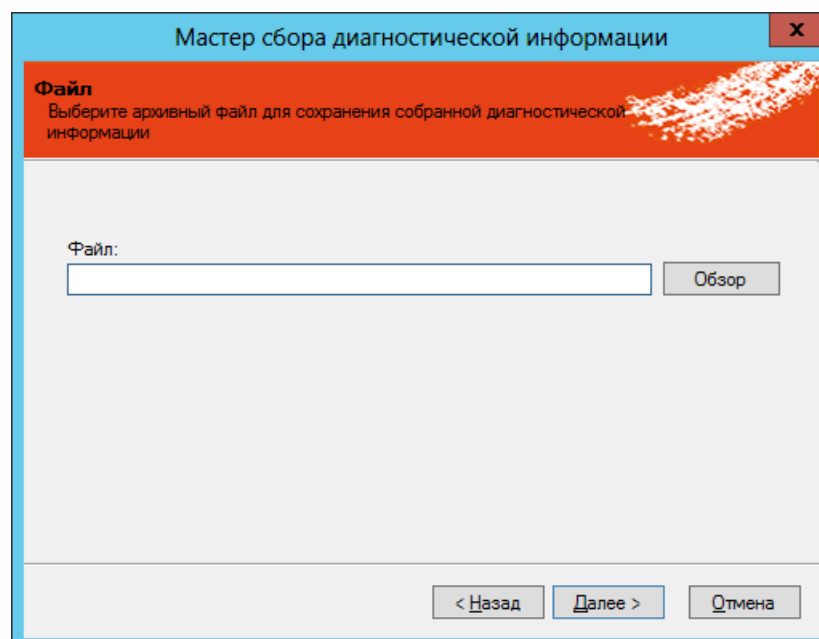 Мастер сбора диагностической информации
x
Файл
Выберите архивный файл для сохранения собранной диагностической
информации
Файл:
Обзор
< Назад
Далее >
Отмена